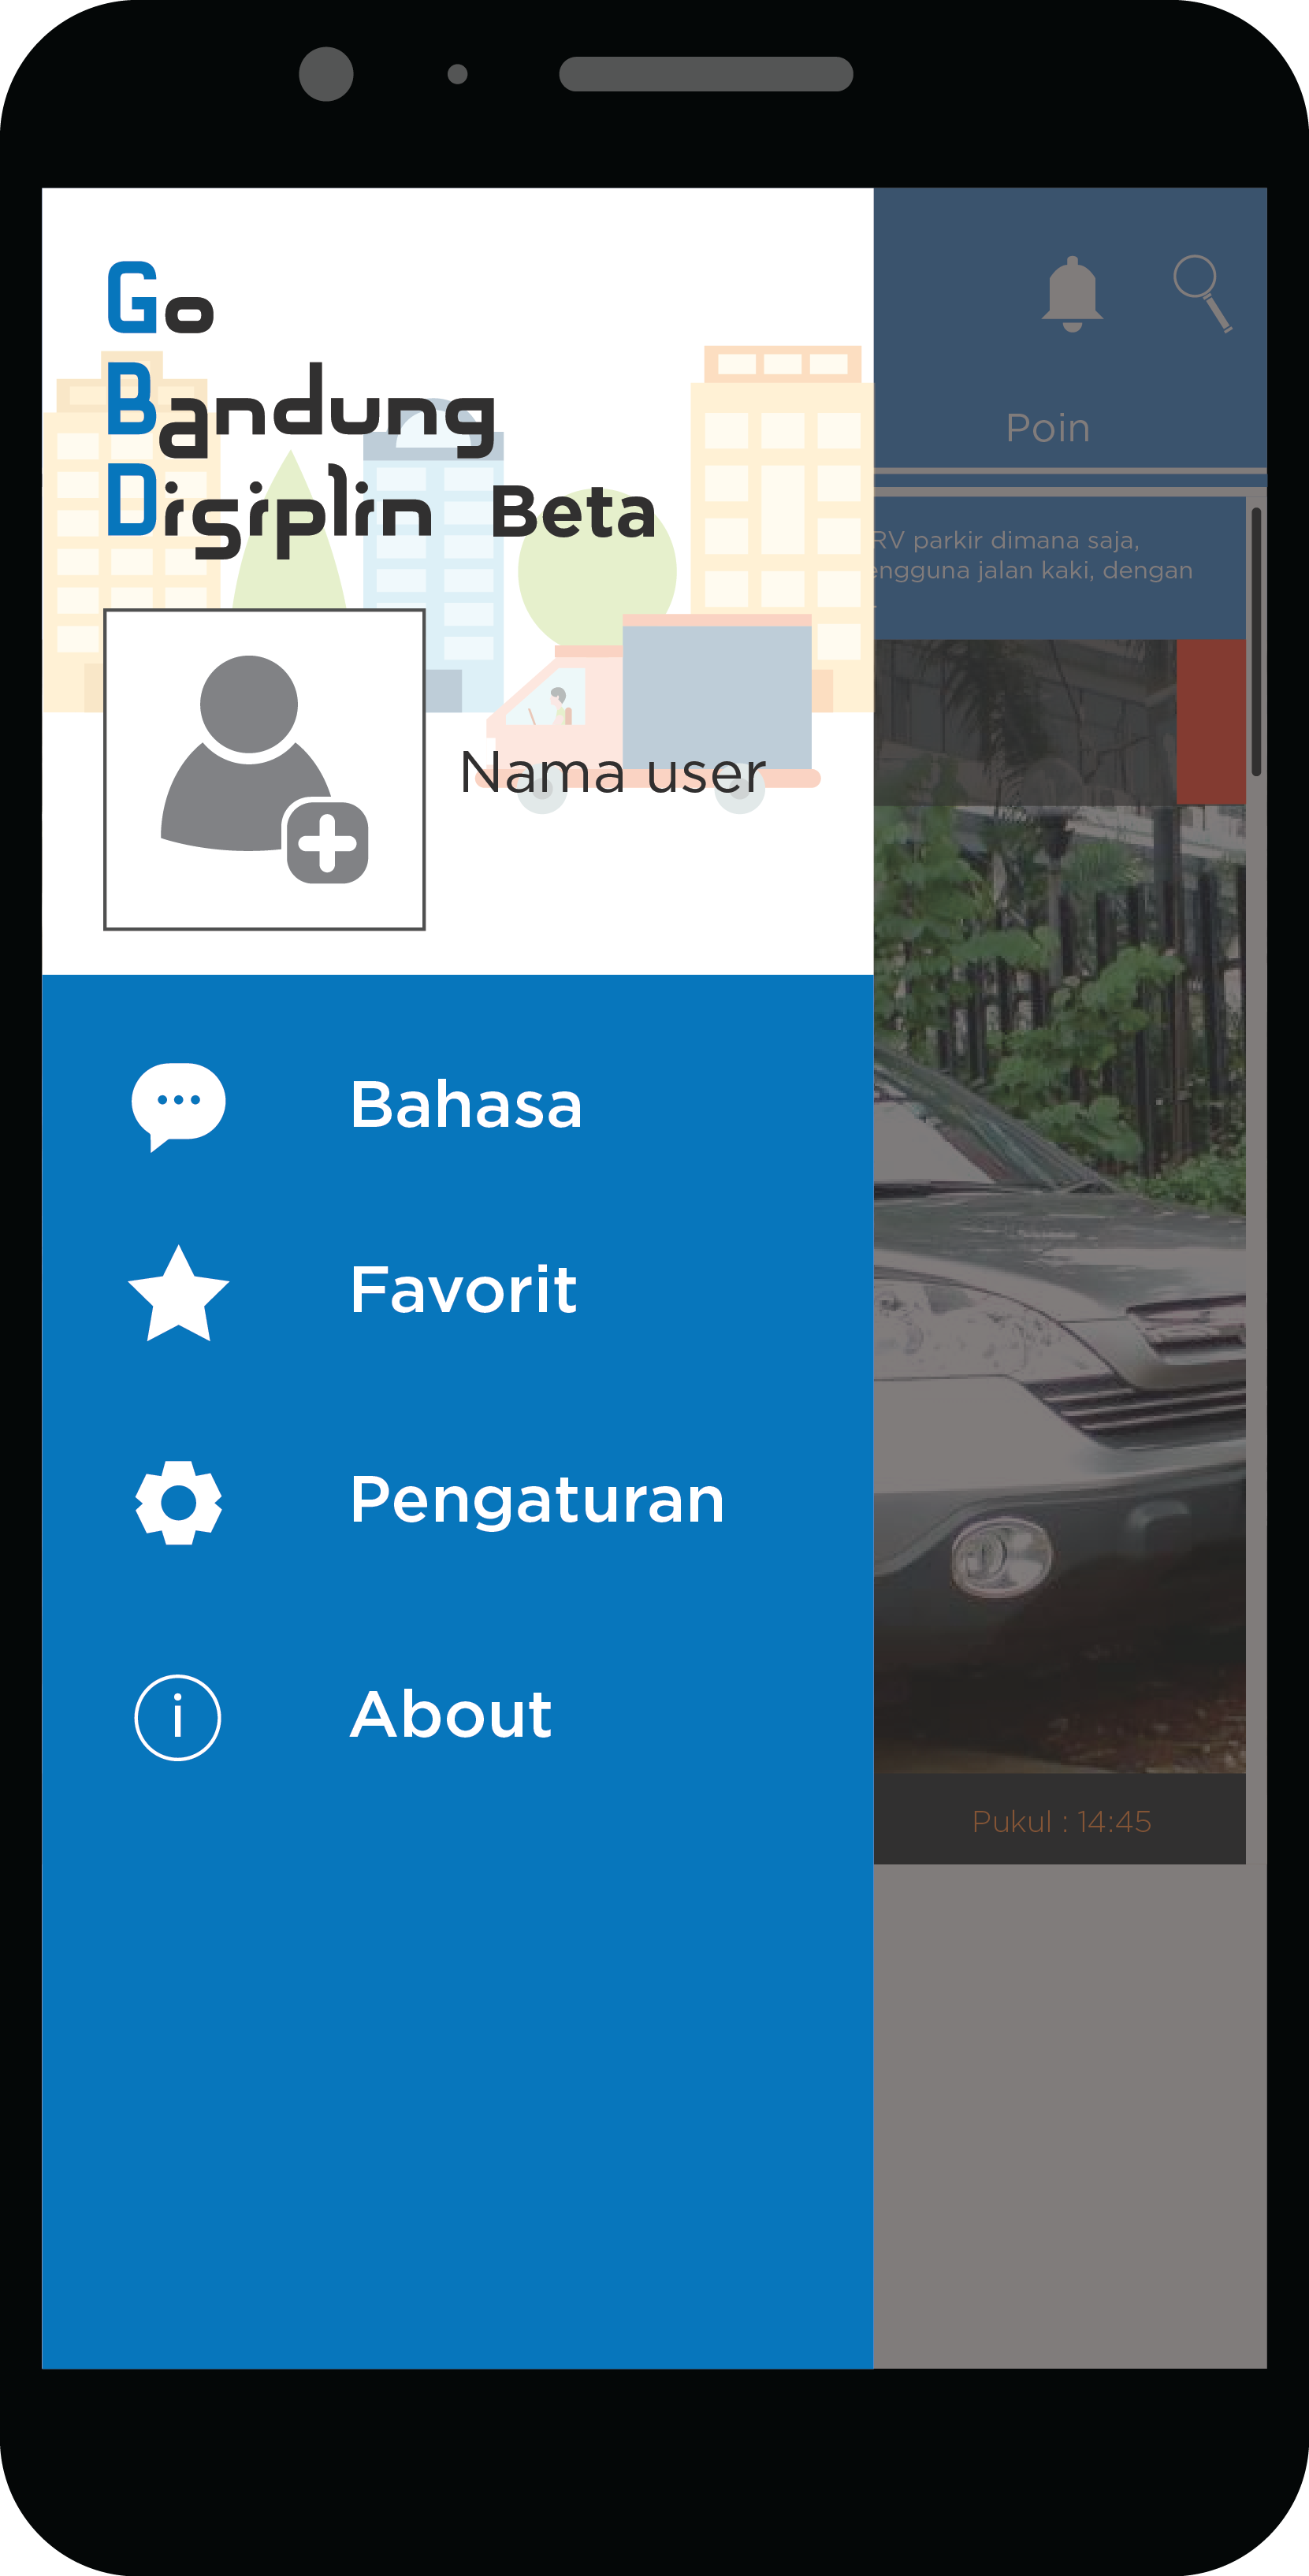 Go
Bandung
Disiplin Beta
Nama user
Bahasa
Favorit
Pengaturan
i
About
Poin
RV parkir dimana saja,
engguna jalan kaki, dengan
.
Pukul : 14:45